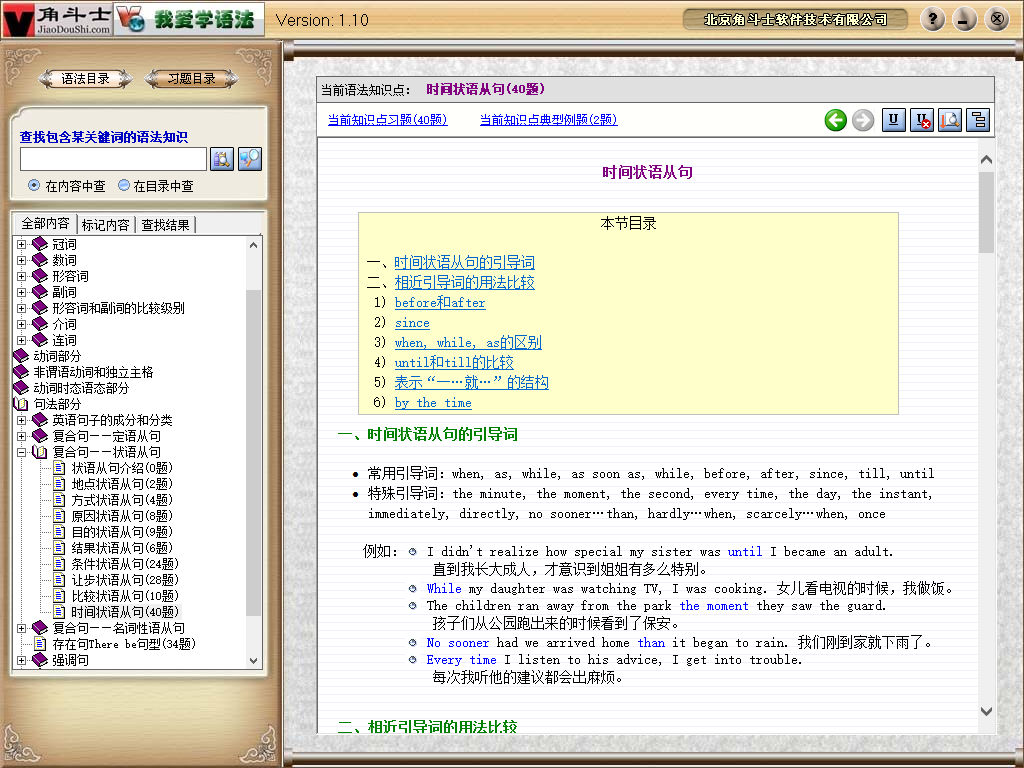 角斗士
JiaoDouShi.com
我爱学语法
Version: 1.10
北京角斗士软件技术有限公司
语法目录
习题目录
查找包含某关键词的语法知识
在内容中查
在目录中查
全部内容
标记内容
查找结果
冠词
数词
形容词
副词
形容词和副词的比较级别
介词
连词
动词部分
非谓语动词和独立主格
动词时态语态部分
句法部分
英语句子的成分和分类
复合句——定语从句
复合句——状语从句
状语从句介绍(0题)
地点状语从句(2题)
方式状语从句(4题)
原因状语从句(8题)
目的状语从句(9题)
结果状语从句(6题)
条件状语从句(24题)
让步状语从句(26题)
比较状语从句(10题)
时间状语从句(40题)
复合句——名词性语从句
存在句There be句型(34题)
强调句
当前语法知识点： 时间状语从句(40题)
当前知识点习题(40题)
当前知识点典型例题(2题)
时间状语从句
本节目录
一、时间状语从句的引导词
二、相近引导词的用法比较
1) before和after
2) since
3) when, while, as的区别
4) until和till的比较
5) 表示“一…就…”的结构
6) by the time
一、时间状语从句的引导词
• 常用引导词：when, as, while, as soon as, while, before, after, since, till, until
• 特殊引导词：the minute, the moment, the second, every time, the day, the instant,
immediately, directly, no sooner…than, hardly…when, scarcely…when, once
例如： I didn't realize how special my sister was until I became an adult.
直到我长大成人，才意识到姐姐有多么特别。
While my daughter was watching TV, I was cooking. 女儿看电视的时候，我做饭。
The children ran away from the park the moment they saw the guard.
孩子们从公园跑出来的时候看到了保安。
No sooner had we arrived home than it began to rain. 我们刚到家就下雨了。
Every time I listen to his advice, I get into trouble.
每次我听他的建议都会出麻烦。
二、相近引导词的用法比较